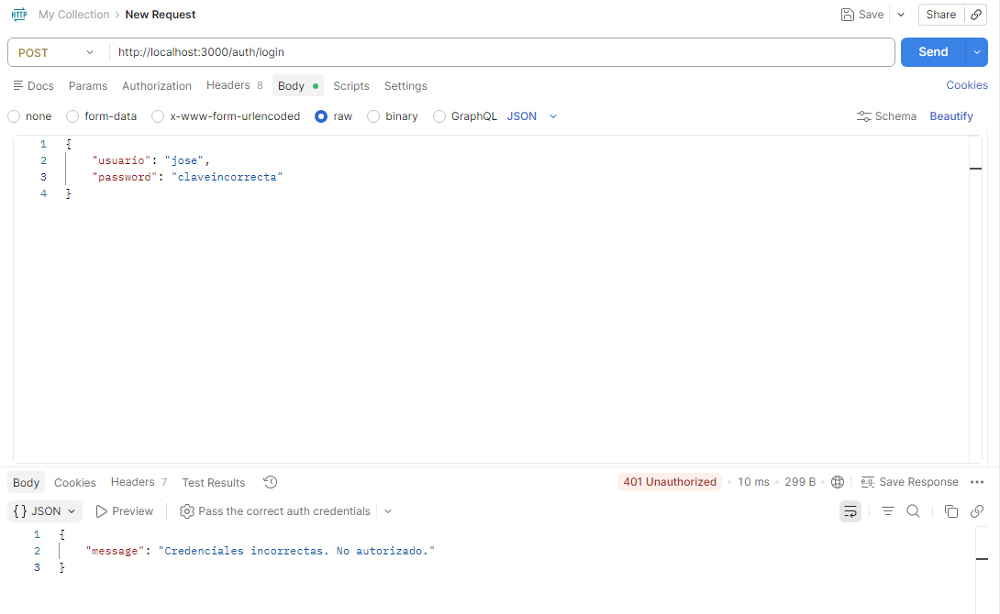 HTTP My Collection > New Request Save Share
POST http://localhost:3000/auth/login Send
Docs Params Authorization Headers 8 Body Scripts Settings Cookies
none form-data x-www-form-urlencoded raw binary GraphQL JSON Schema Beautify
1 {
2 "usuario": "jose",
3 "password": "claveincorrecta"
4 }
Body Cookies Headers 7 Test Results 401 Unauthorized • 10 ms • 299 B e.g. Save Response
{} JSON Preview Pass the correct auth credentials
1 {
2 "message": "Credenciales incorrectas. No autorizado."
3 }